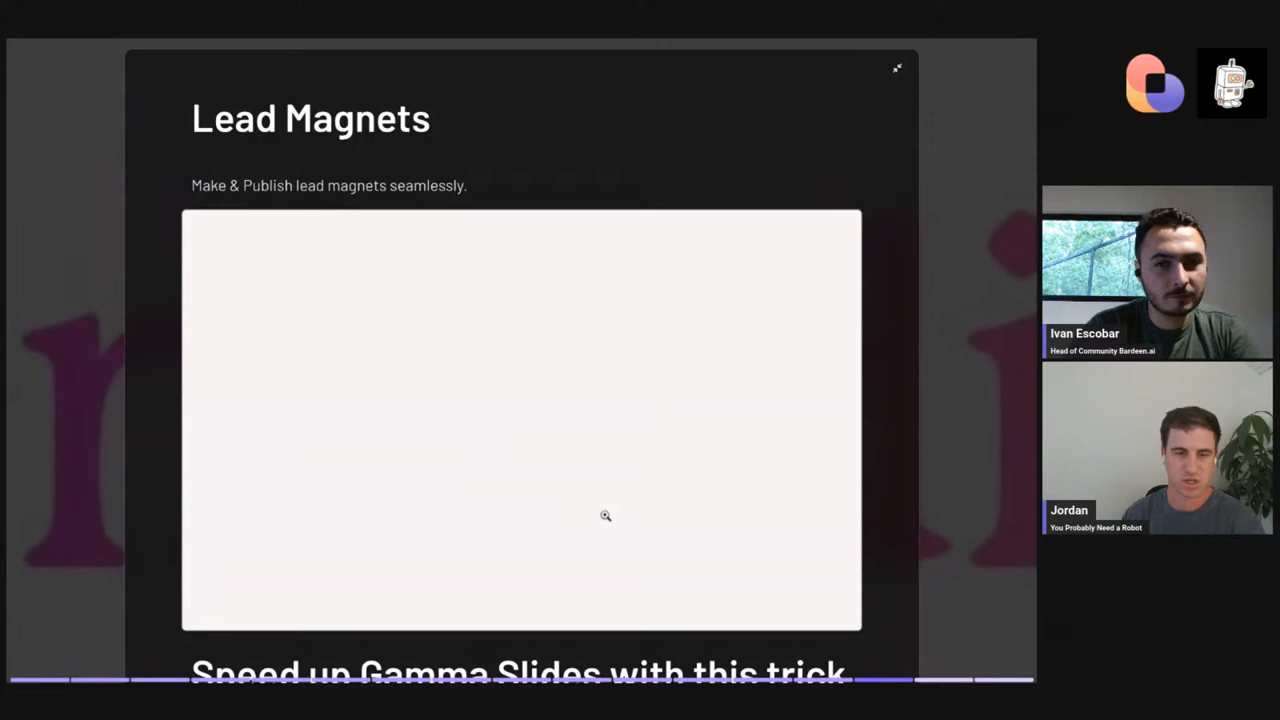 Lead Magnets
Make & Publish lead magnets seamlessly.
Speed up Gamma Slides with this trick
Ivan Escobar
Head of Community Bardeen.ai
Jordan
You Probably Need a Robot